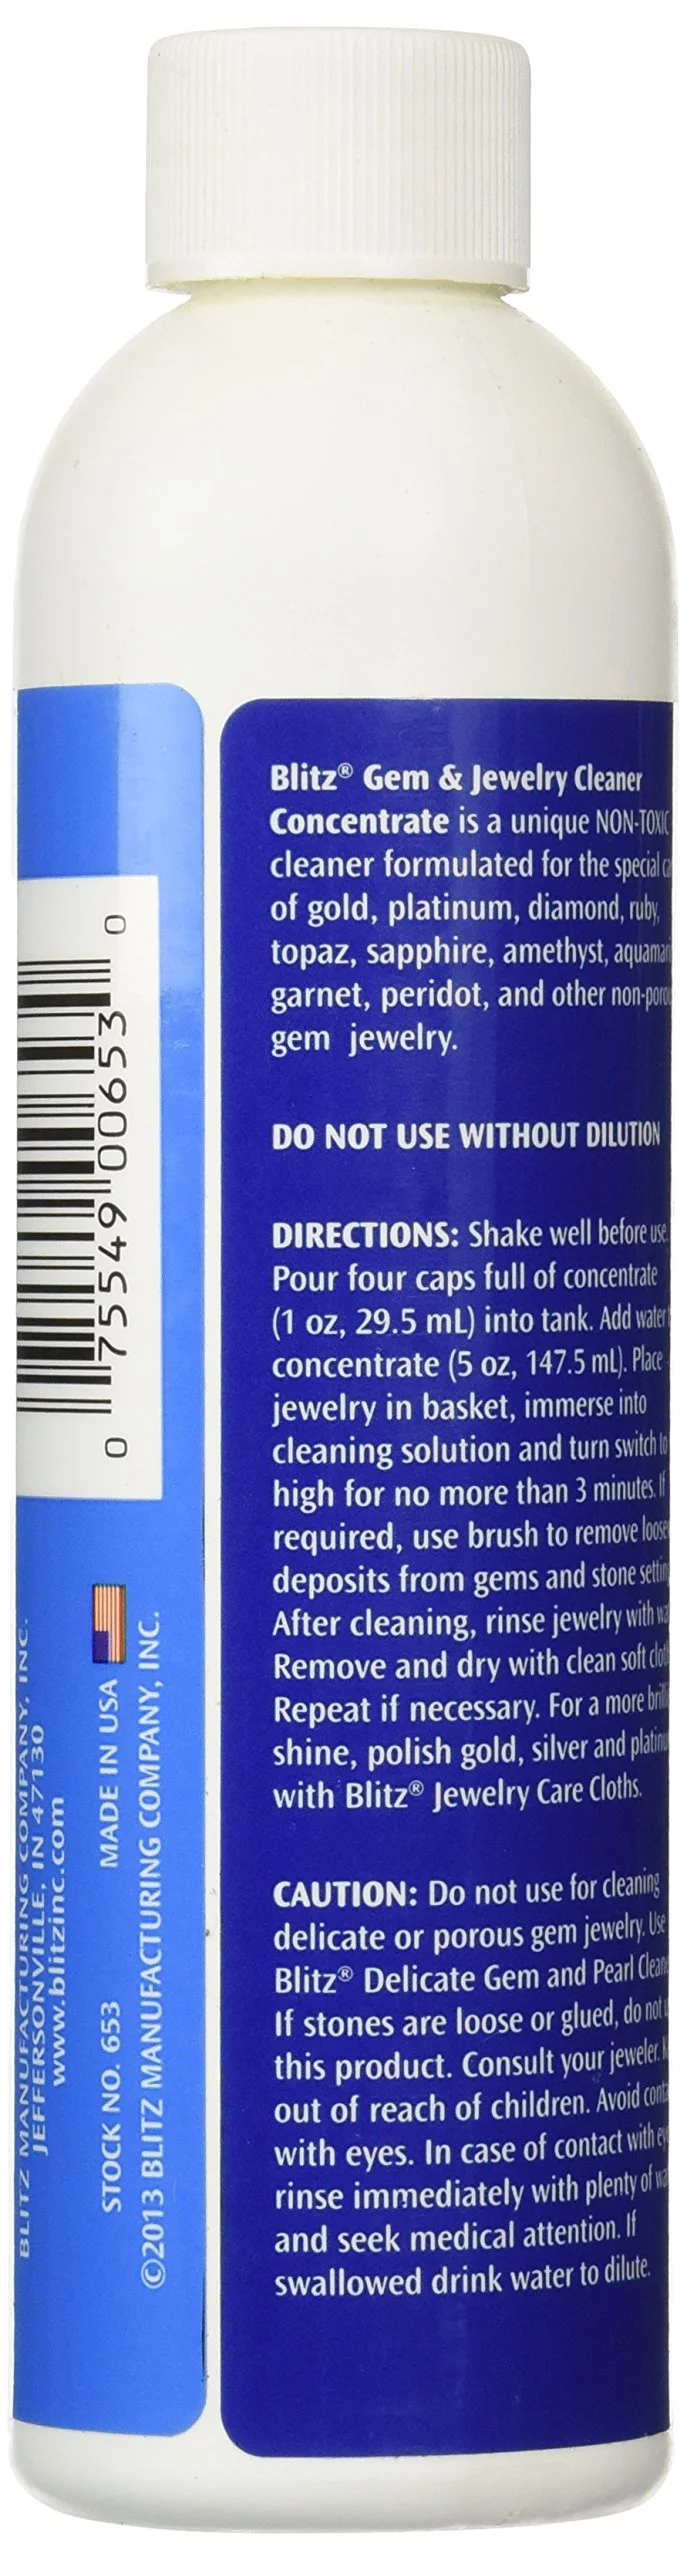 Blitz® Gem & Jewelry Cleaner
Concentrate is a unique NON-TOXIC
cleaner formulated for the special
of gold, platinum, diamond, ruby,
topaz, sapphire, amethyst,
garnet, peridot, and other
gem jewelry.
DO NOT USE WITHOUT DILUTION
DIRECTIONS: Shake well before use.
Pour four caps full of concentrate
(1 oz, 29.5 mL) into tank. Add water
concentrate (5 oz, 147.5 mL). Place
jewelry in basket, immerse into
cleaning solution and turn switch to
high for no more than 3 minutes. If
required, use brush to remove
deposits from gems and stone
After cleaning, rinse jewelry with
Remove and dry with clean soft
Repeat if necessary. For a more
shine, polish gold, silver and
with Blitz® Jewelry Care Cloths.
CAUTION: Do not use for cleaning
delicate or porous gem jewelry. Use
Blitz® Delicate Gem and Pearl
If stones are loose or glued, do not
this product. Consult your jeweler.
out of reach of children. Avoid
with eyes. In case of contact with
rinse immediately with plenty of
and seek medical attention. If
swallowed drink water to dilute.
0 75549 00653 0
BLITZ MANUFACTURING COMPANY, INC.
JEFFERSONVILLE, IN 47130
www.blitzinc.com
STOCK NO. 653 MADE IN USA
©2013 BLITZ MANUFACTURING COMPANY, INC.